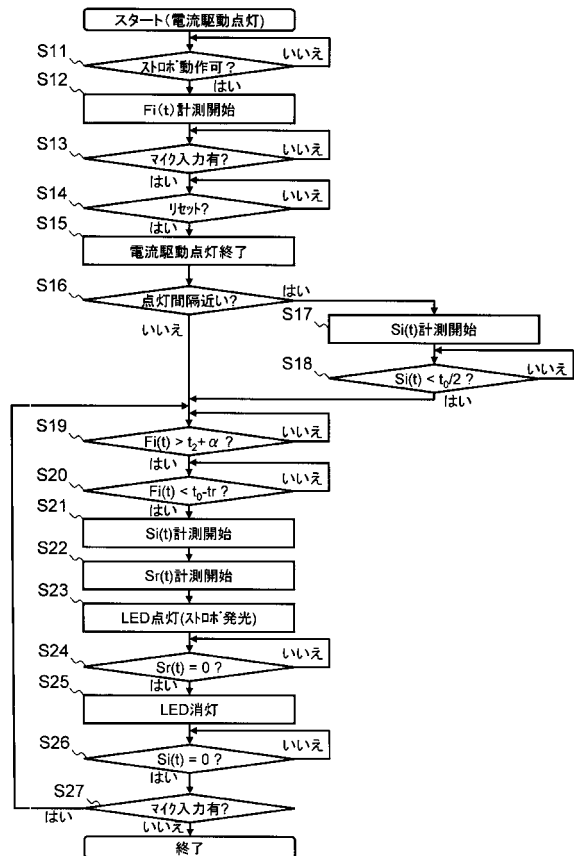 スタート(電流駆動点灯)
S11
ストロボ動作可?
いいえ
はい
S12
Fi(t)計測開始
S13
マイク入力有?
いいえ
はい
S14
リセット?
いいえ
はい
S15
電流駆動点灯終了
S16
点灯間隔近い?
はい
いいえ
S17
Si(t)計測開始
S18
Si(t) < t0/2 ?
いいえ
はい
S19
Fi(t) > t2+α ?
いいえ
はい
S20
Fi(t) < t0-tr ?
いいえ
はい
S21
Si(t)計測開始
S22
Sr(t)計測開始
S23
LED点灯(ストロボ発光)
S24
Sr(t) = 0 ?
いいえ
はい
S25
LED消灯
S26
Si(t) = 0 ?
いいえ
はい
S27
マイク入力有?
はい
いいえ
終了